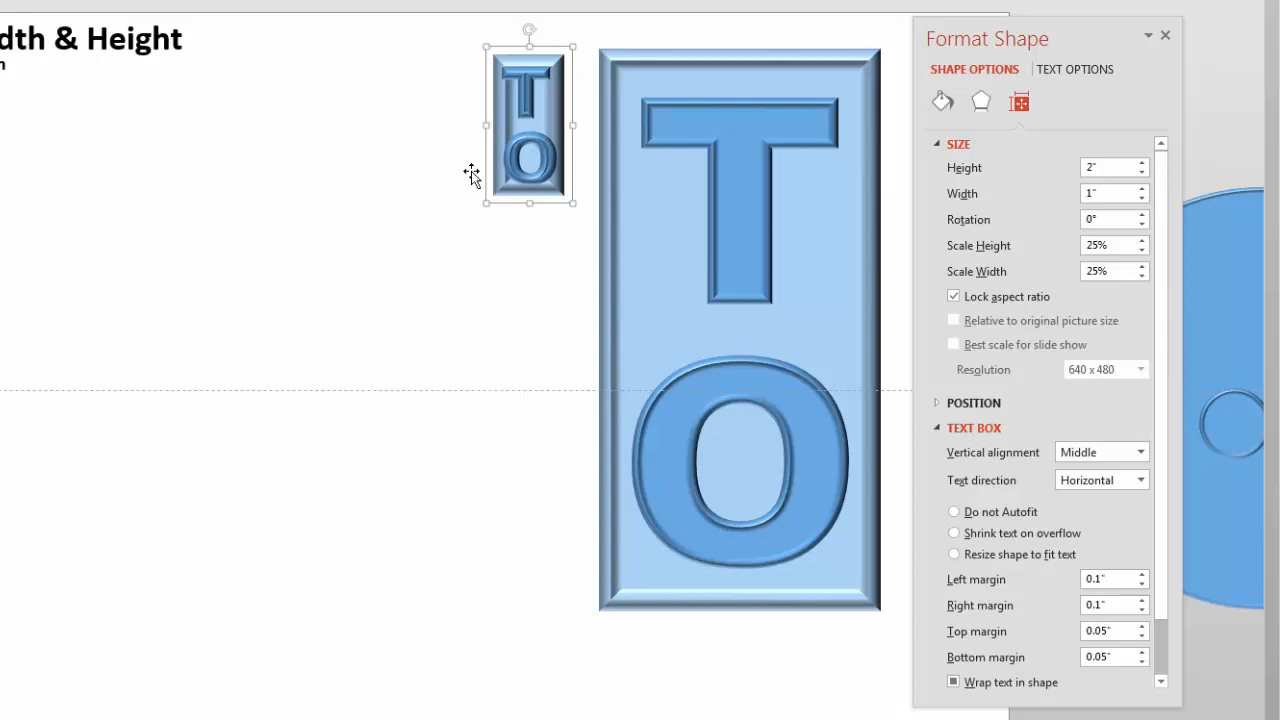 dth & Height
n
T
O
T
O
Format Shape
SHAPE OPTIONS TEXT OPTIONS
SIZE
Height 2"
Width 1"
Rotation 0°
Scale Height 25%
Scale Width 25%
Lock aspect ratio
Relative to original picture size
Best scale for slide show
Resolution 640 x 480
POSITION
TEXT BOX
Vertical alignment Middle
Text direction Horizontal
Do not Autofit
Shrink text on overflow
Resize shape to fit text
Left margin 0.1"
Right margin 0.1"
Top margin 0.05"
Bottom margin 0.05"
Wrap text in shape